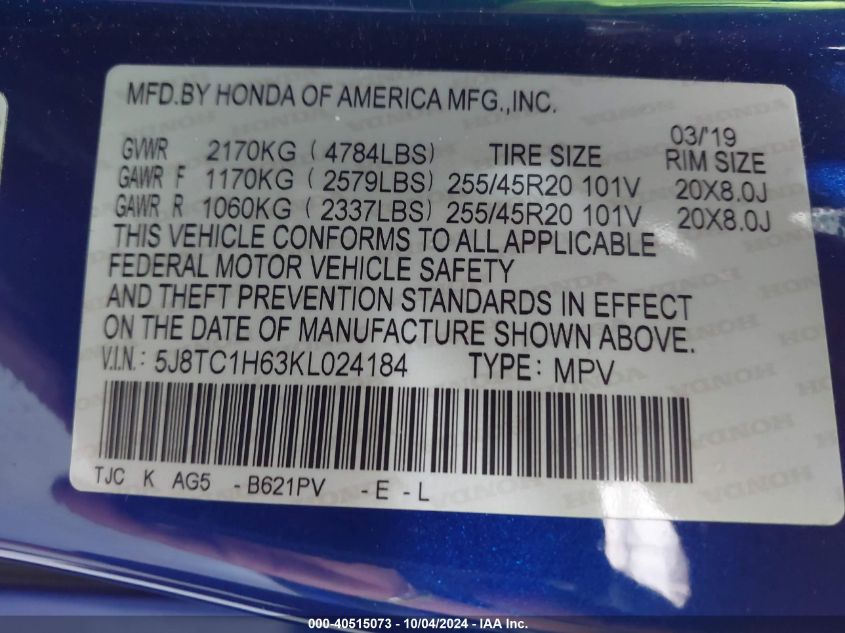 MFD.BY HONDA OF AMERICA MFG.,INC.
03/'19
GVWR 2170KG ( 4784LBS) TIRE SIZE RIM SIZE
GAWR F 1170KG ( 2579LBS) 255/45R20 101V 20X8.0J
GAWR R 1060KG ( 2337LBS) 255/45R20 101V 20X8.0J
THIS VEHICLE CONFORMS TO ALL APPLICABLE
FEDERAL MOTOR VEHICLE SAFETY
AND THEFT PREVENTION STANDARDS IN EFFECT
ON THE DATE OF MANUFACTURE SHOWN ABOVE.
V.I.N.: 5J8TC1H63KL024184 TYPE: MPV
TJC K AG5 -B621PV -E -L
HONDA
000-40515073 - 10/04/2024 - IAA, Inc.